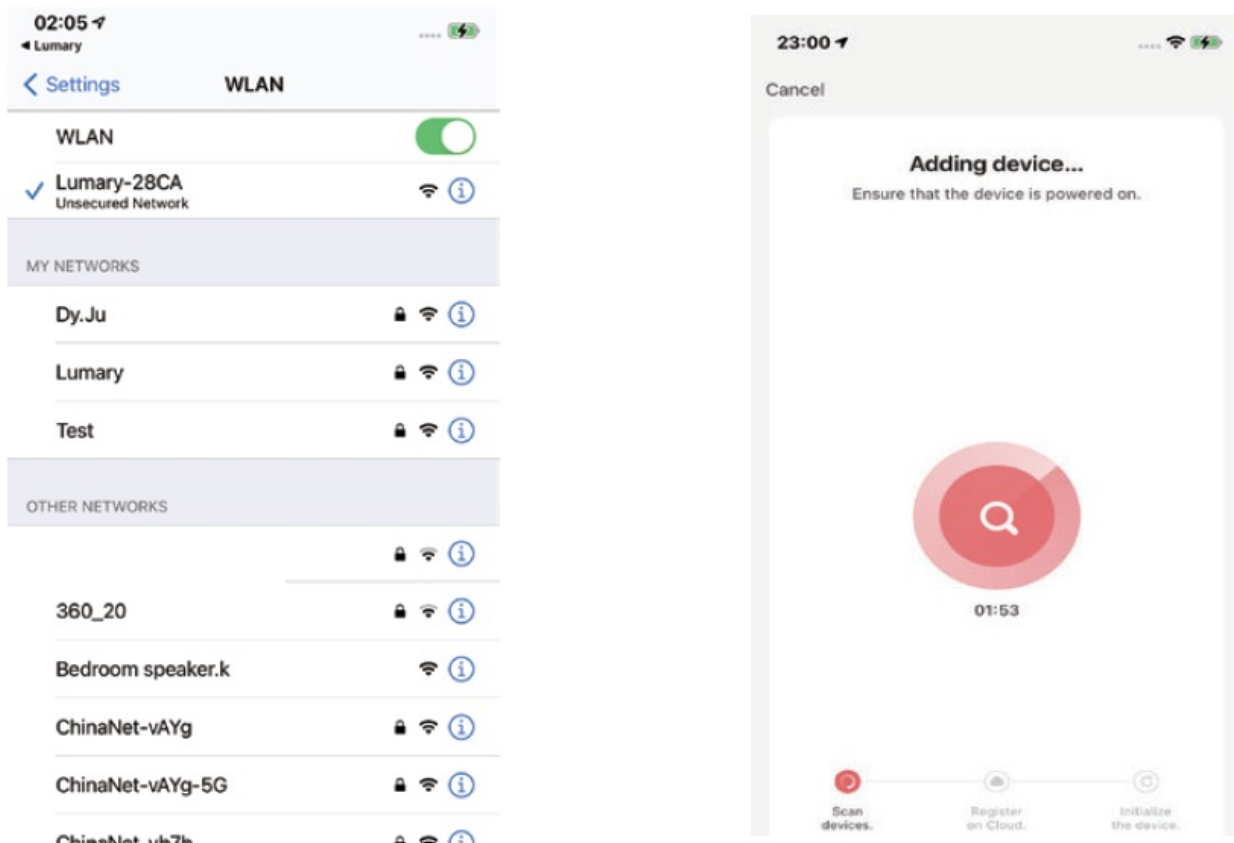 02:05
Lumary
Settings
WLAN
WLAN
Lumary-28CA
Unsecured Network
MY NETWORKS
Dy.Ju
Lumary
Test
OTHER NETWORKS
360_20
Bedroom speaker.k
ChinaNet-vAYg
ChinaNet-vAYg-5G
23:00
Cancel
Adding device...
Ensure that the device is powered on.
01:53
Scan
devices.
Register
on Cloud.
Initialize
the device.